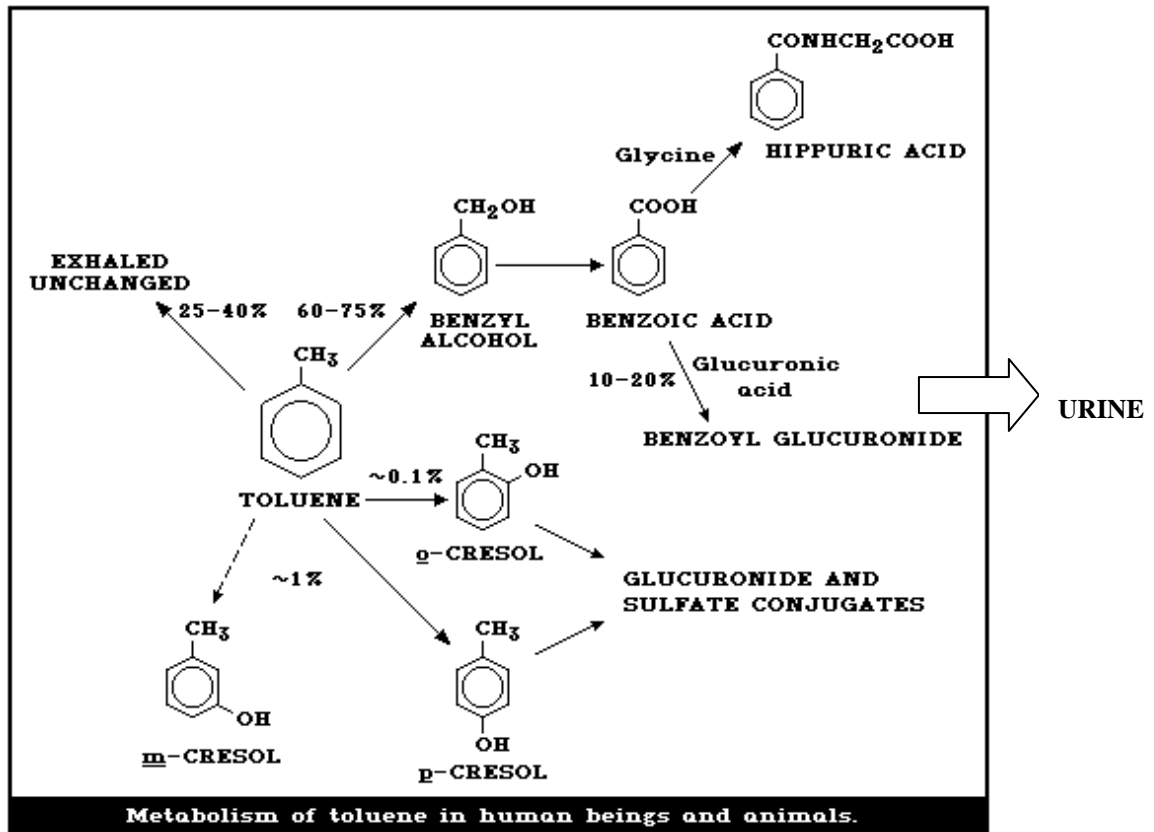 CONHCH₂COOH
HIPPURIC ACID
Glycine
CH₂OH
COOH
EXHALED
UNCHANGED
25-40%
60-75%
BENZYL
ALCOHOL
BENZOIC ACID
CH₃
10-20%
Glucuronic
acid
BENZOYL GLUCURONIDE
URINE
TOLUENE
~0.1%
CH₃
OH
o-CRESOL
~1%
GLUCURONIDE AND
SULFATE CONJUGATES
CH₃
OH
m-CRESOL
CH₃
OH
p-CRESOL
Metabolism of toluene in human beings and animals.